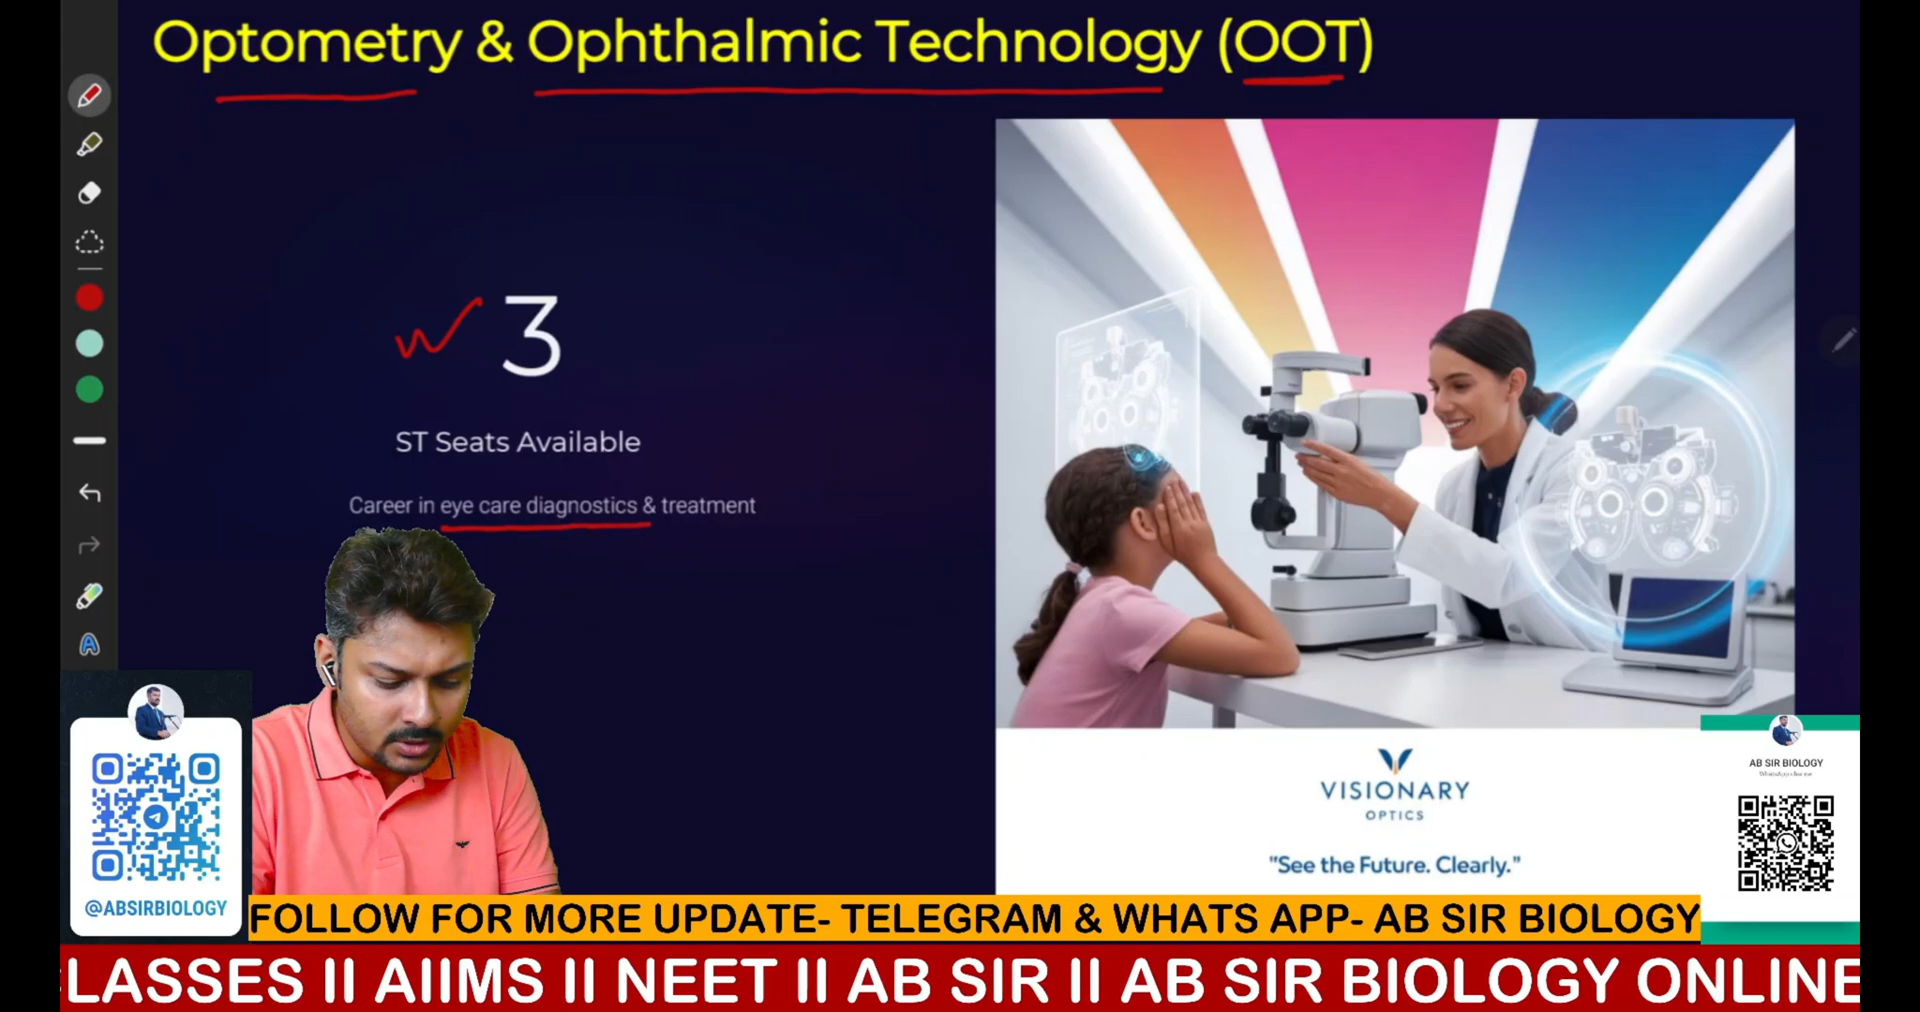 Optometry & Ophthalmic Technology (OOT)
3
ST Seats Available
Career in eye care diagnostics & treatment
VISIONARY
OPTICS
"See the Future. Clearly."
AB SIR BIOLOGY
@ABSIRBIOLOGY
FOLLOW FOR MORE UPDATE- TELEGRAM & WHATS APP- AB SIR BIOLOGY
LASSES II AIIMS II NEET II AB SIR II AB SIR BIOLOGY ONLINE